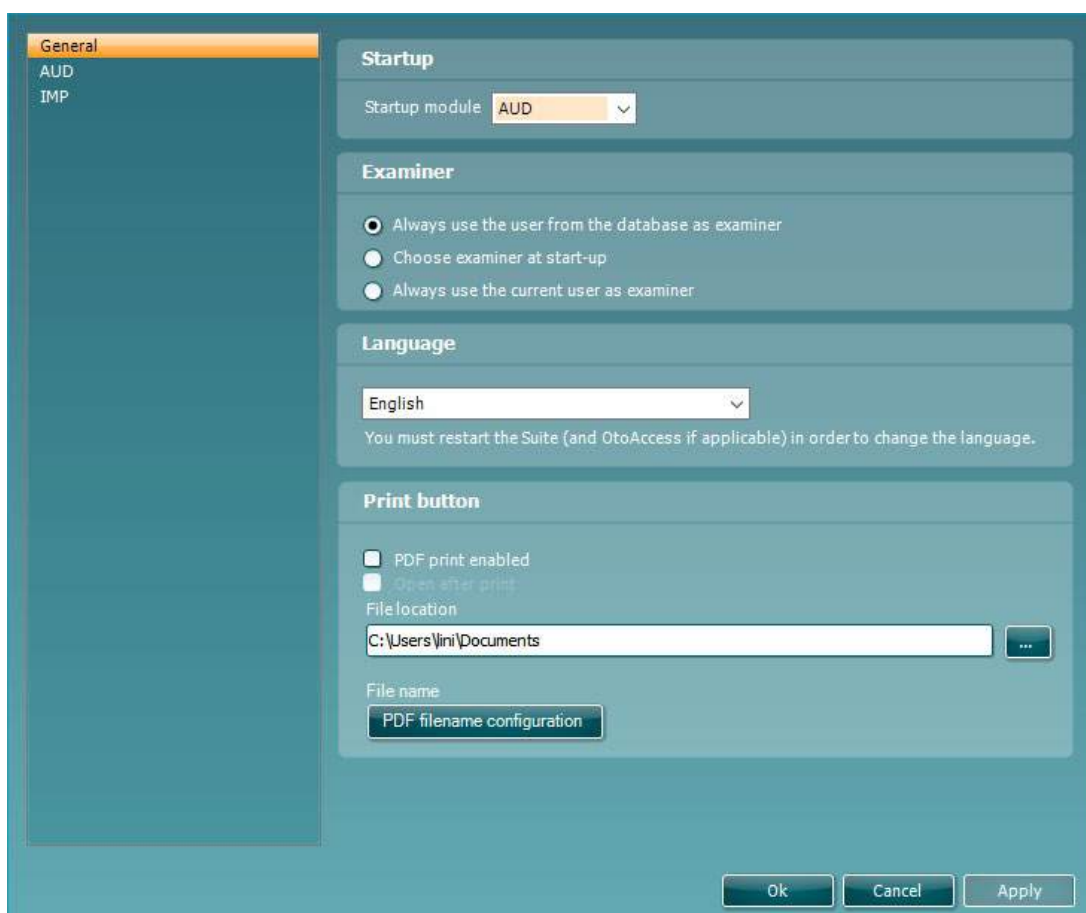 General
AUD
IMP
Startup
Startup module AUD
Examiner
Always use the user from the database as examiner
Choose examiner at start-up
Always use the current user as examiner
Language
English
You must restart the Suite (and OtoAccess if applicable) in order to change the language.
Print button
PDF print enabled
Open after print
File location
C:\Users\lini\Documents
...
File name
PDF filename configuration
Ok Cancel Apply